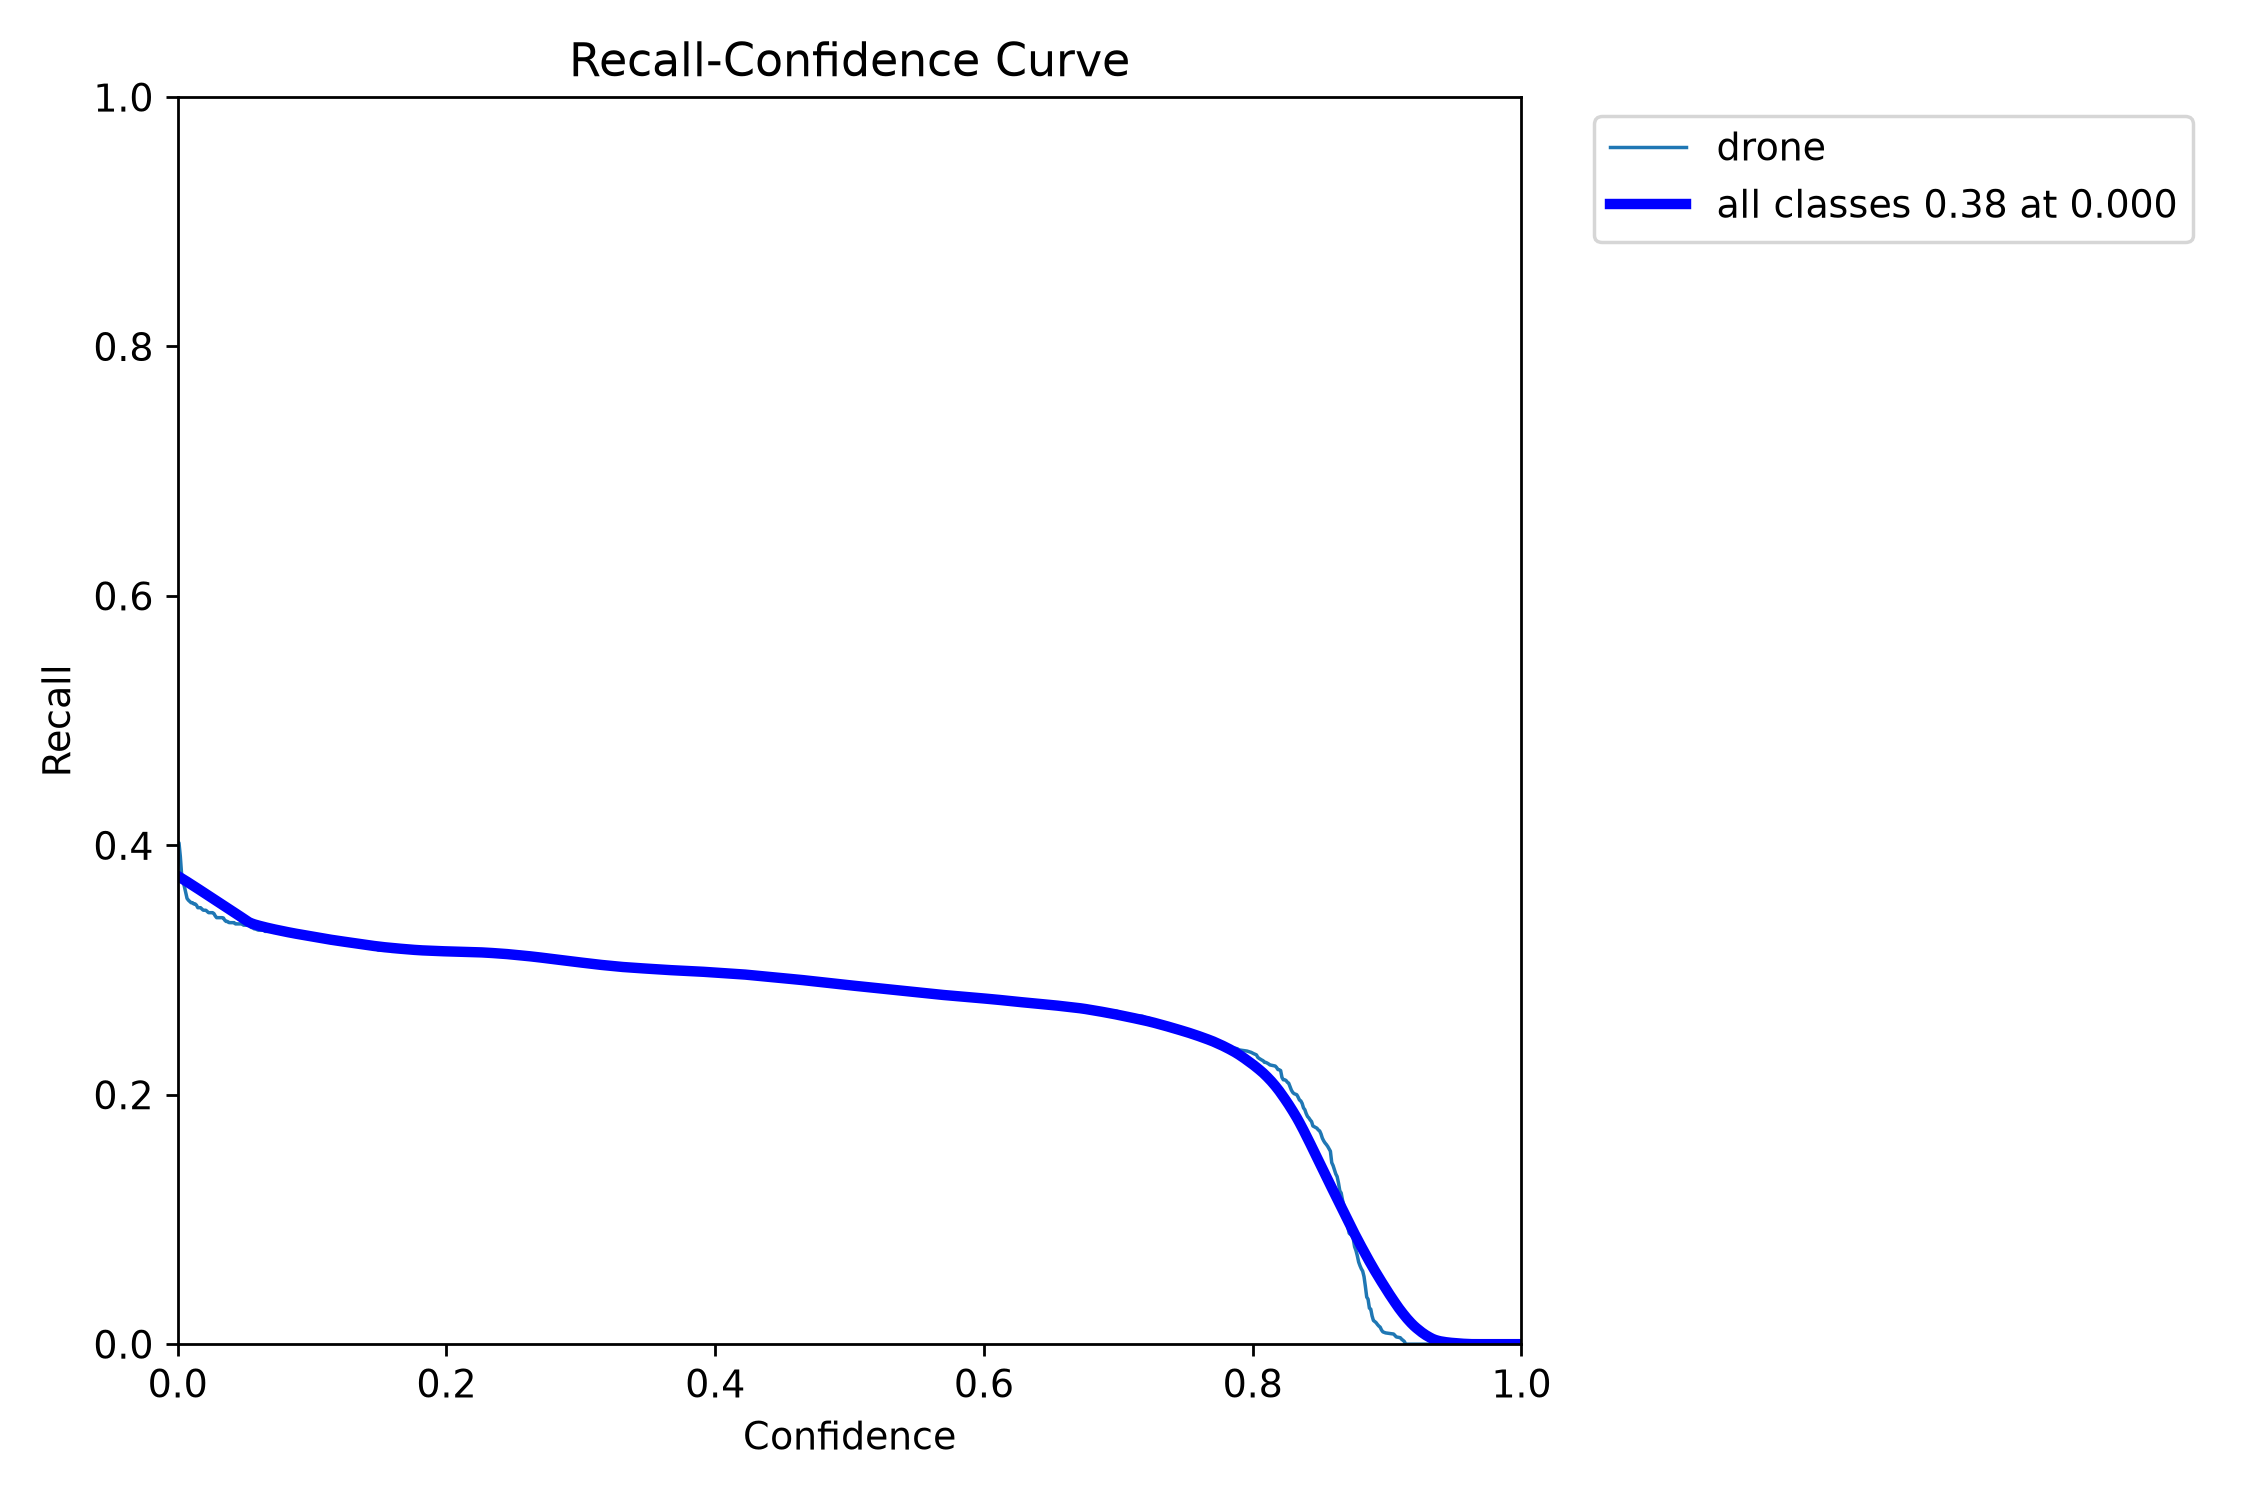 Recall-Confidence Curve
1.0
0.8
0.6
0.4
0.2
0.0
Recall
0.0 0.2 0.4 0.6 0.8 1.0
Confidence
drone
all classes 0.38 at 0.000